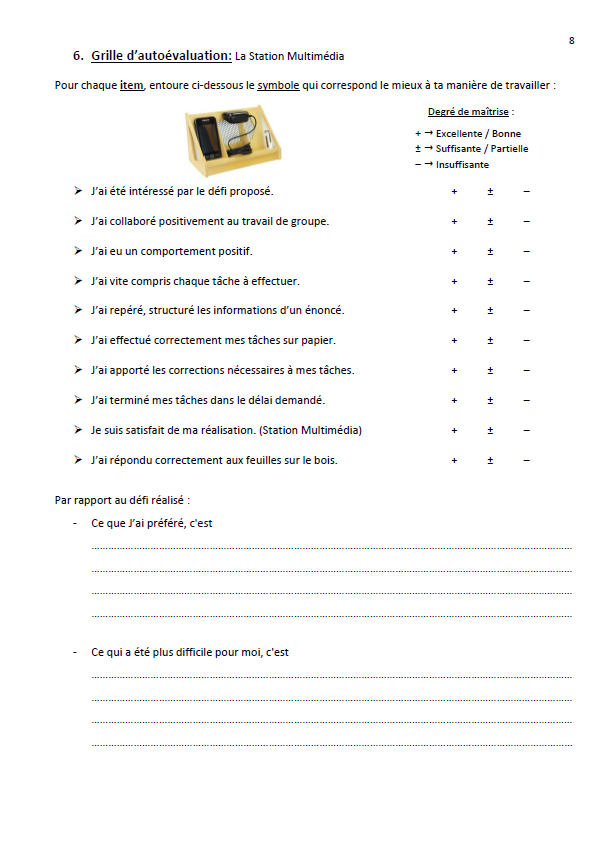 8
6. Grille d'autoévaluation: La Station Multimédia
Pour chaque item, entoure ci-dessous le symbole qui correspond le mieux à ta manière de travailler :
Degré de maîtrise :
+ → Excellente / Bonne
± → Suffisante / Partielle
– → Insuffisante
➢ J'ai été intéressé par le défi proposé. + ± –
➢ J'ai collaboré positivement au travail de groupe. + ± –
➢ J'ai eu un comportement positif. + ± –
➢ J'ai vite compris chaque tâche à effectuer. + ± –
➢ J'ai repéré, structuré les informations d'un énoncé. + ± –
➢ J'ai effectué correctement mes tâches sur papier. + ± –
➢ J'ai apporté les corrections nécessaires à mes tâches. + ± –
➢ J'ai terminé mes tâches dans le délai demandé. + ± –
➢ Je suis satisfait de ma réalisation. (Station Multimédia) + ± –
➢ J'ai répondu correctement aux feuilles sur le bois. + ± –
Par rapport au défi réalisé :
- Ce que J'ai préféré, c'est
- Ce qui a été plus difficile pour moi, c'est